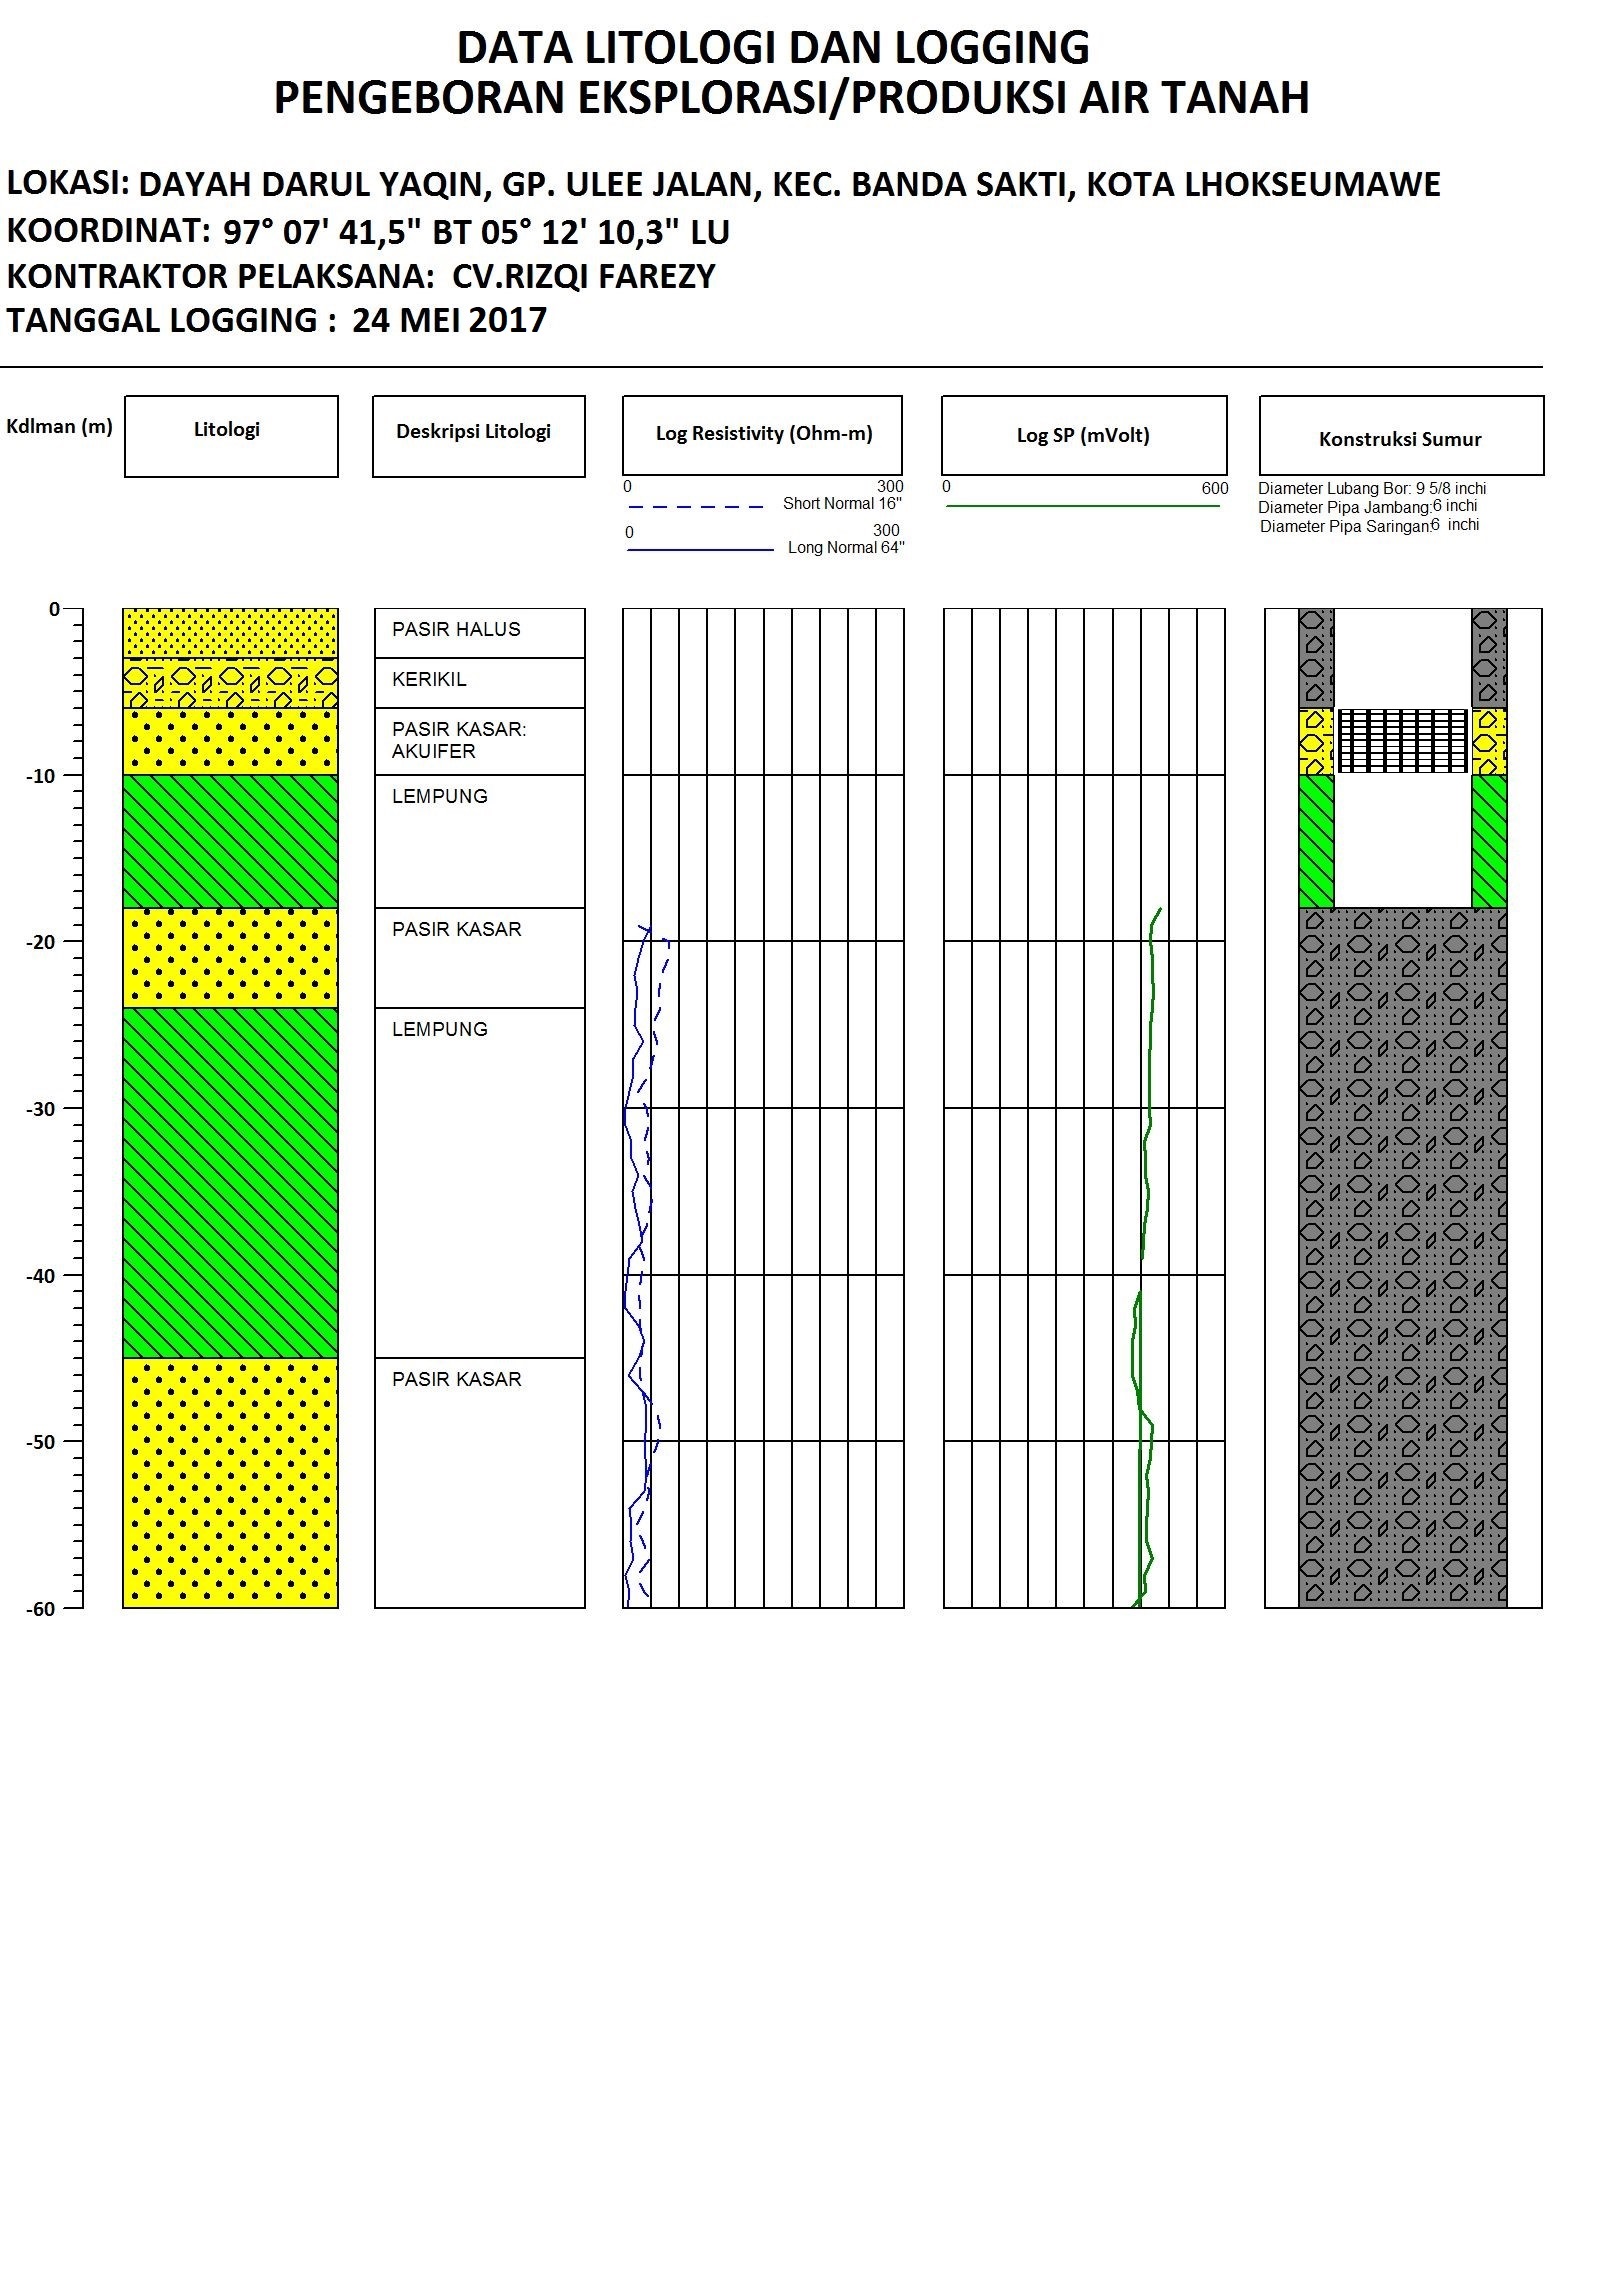 DATA LITOLOGI DAN LOGGING
PENGEBORAN EKSPLORASI/PRODUKSI AIR TANAH
LOKASI: DAYAH DARUL YAQIN, GP. ULEE JALAN, KEC. BANDA SAKTI, KOTA LHOKSEUMAWE
KOORDINAT: 97° 07' 41,5" BT 05° 12' 10,3" LU
KONTRAKTOR PELAKSANA: CV.RIZQI FAREZY
TANGGAL LOGGING : 24 MEI 2017
Kdlman (m)
Litologi
Deskripsi Litologi
Log Resistivity (Ohm-m)
Log SP (mVolt)
Konstruksi Sumur
0 300
Short Normal 16"
0 300
Long Normal 64"
0 600
Diameter Lubang Bor: 9 5/8 inchi
Diameter Pipa Jambang:6 inchi
Diameter Pipa Saringan:6 inchi
0
-10
-20
-30
-40
-50
-60
PASIR HALUS
KERIKIL
PASIR KASAR:
AKUIFER
LEMPUNG
PASIR KASAR
LEMPUNG
PASIR KASAR